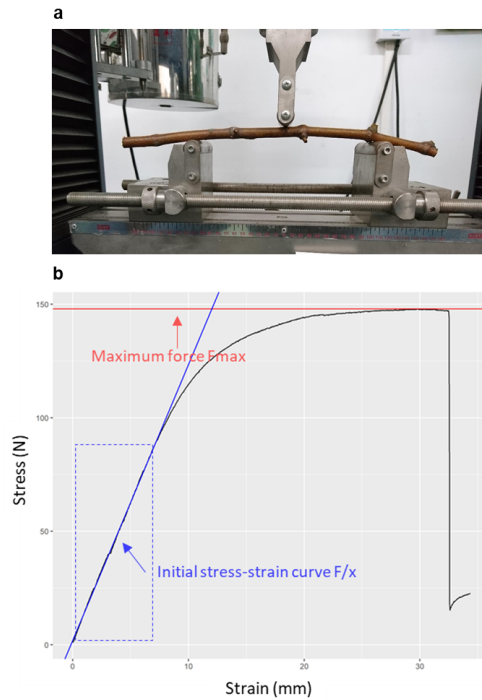 a
b
150
Maximum force Fmax
100
Stress (N)
50
Initial stress-strain curve F/x
0
0 10 20 30
Strain (mm)